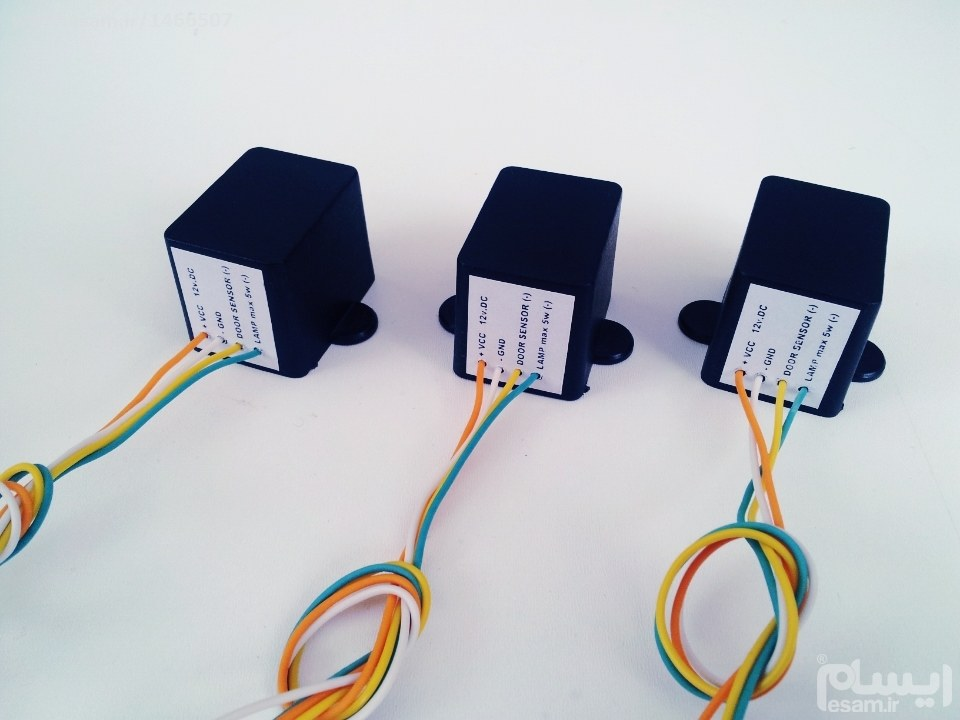 + VCC 12v.DC
- GND
DOOR SENSOR (-)
LAMP max 5w (-)
+ VCC 12v.DC
- GND
DOOR SENSOR (-)
LAMP max 5w (-)
+ VCC 12v.DC
- GND
DOOR SENSOR (-)
LAMP max 5w (-)
ایسام®
esam.ir